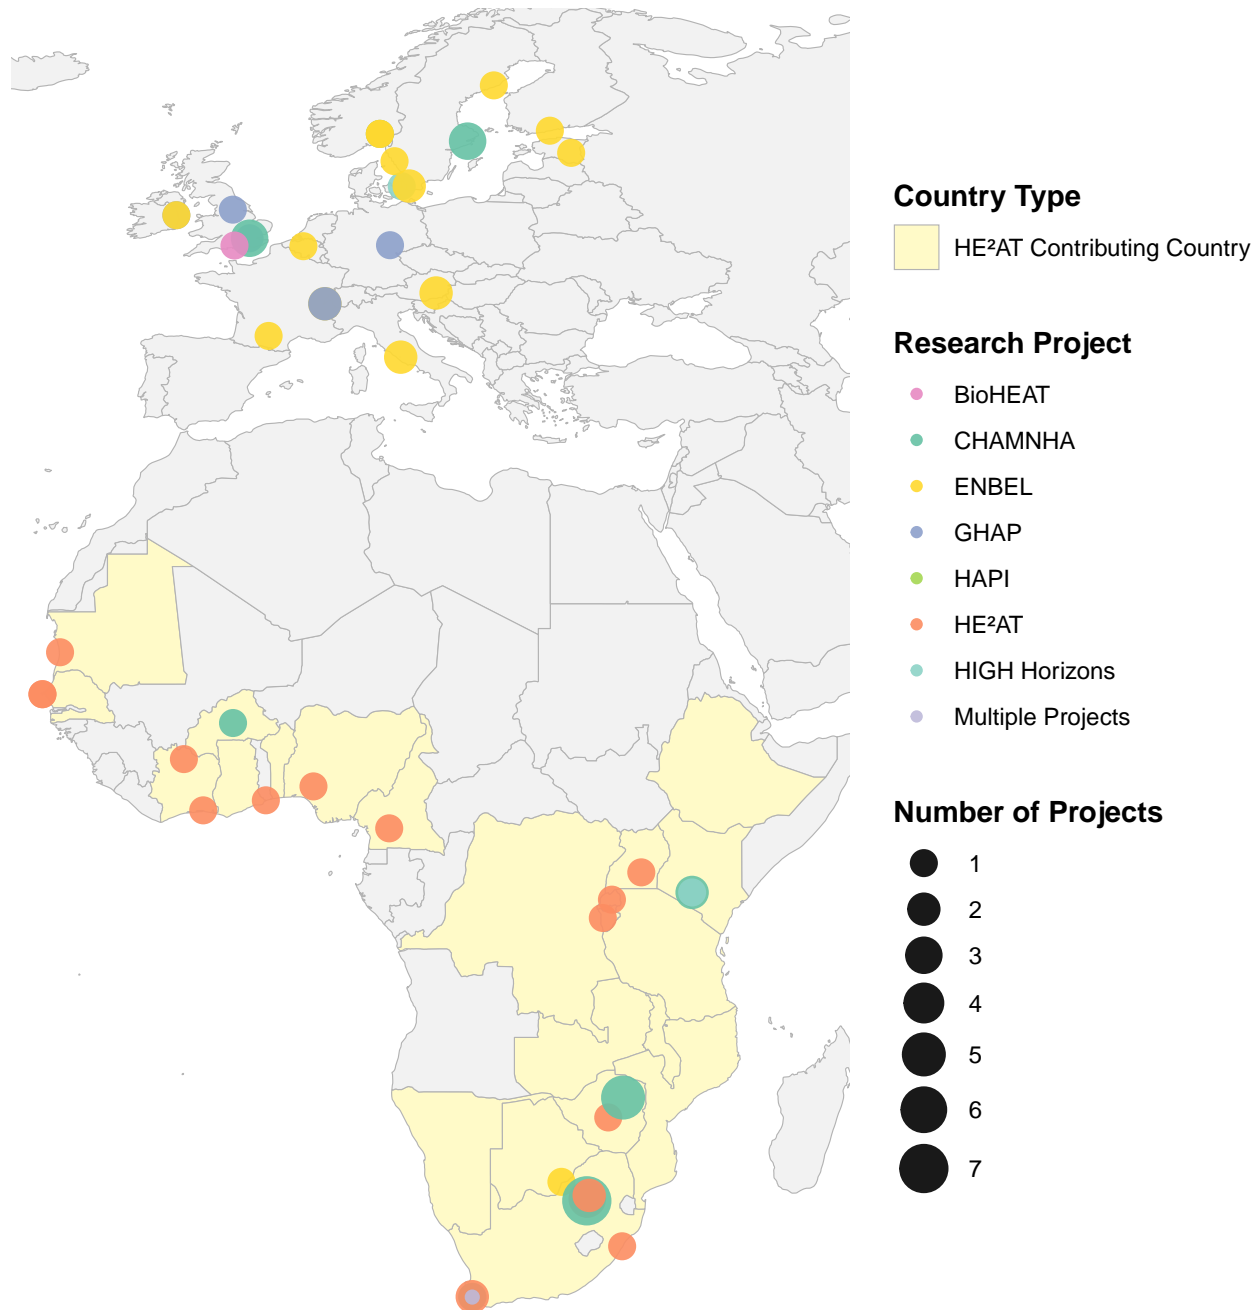 Country Type
HE²AT Contributing Country
Research Project
BioHEAT
CHAMNHA
ENBEL
GHAP
HAPI
HE²AT
HIGH Horizons
Multiple Projects
Number of Projects
1
2
3
4
5
6
7